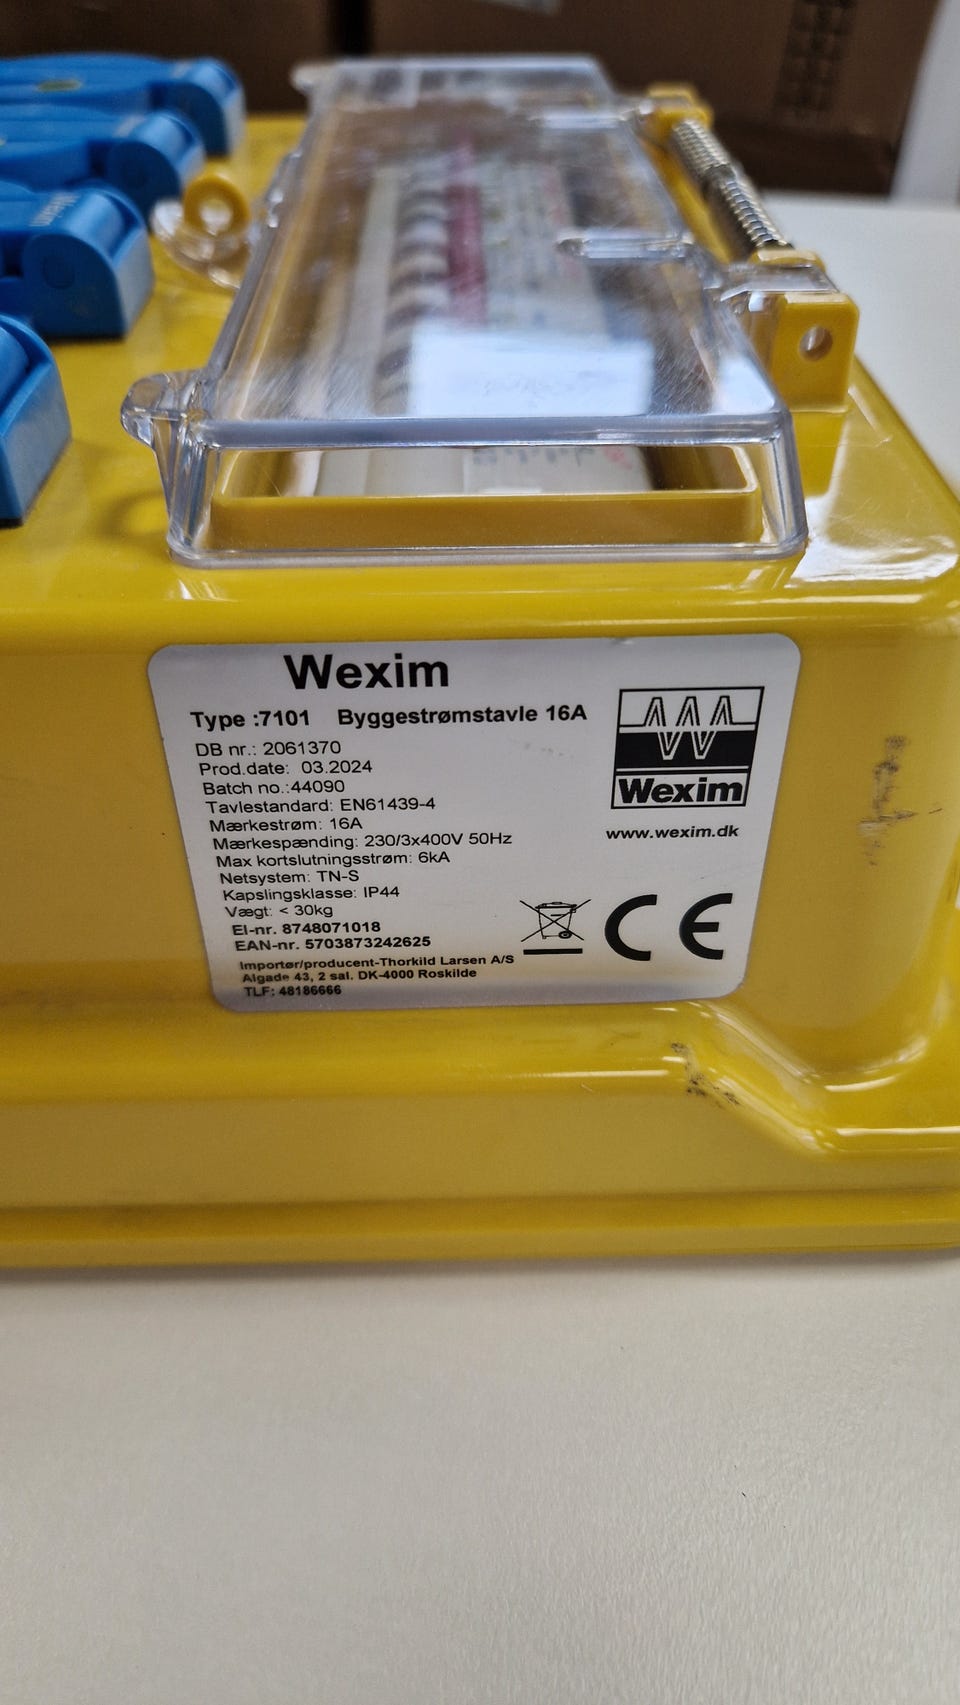 Wexim
Type :7101 Byggestrømstavle 16A
DB nr.: 2061370
Prod.date: 03.2024
Batch no.:44090
Tavlestandard: EN61439-4
Mærkestrøm: 16A
Mærkespænding: 230/3x400V 50Hz
Max kortslutningsstrøm: 6kA
Netsystem: TN-S
Kapslingsklasse: IP44
Vægt: < 30kg
El-nr. 8748071018
EAN-nr. 5703873242625
Importør/producent-Thorkild Larsen A/S
Algade 43, 2 sal. DK-4000 Roskilde
TLF: 48186666
Wexim
www.wexim.dk
CE